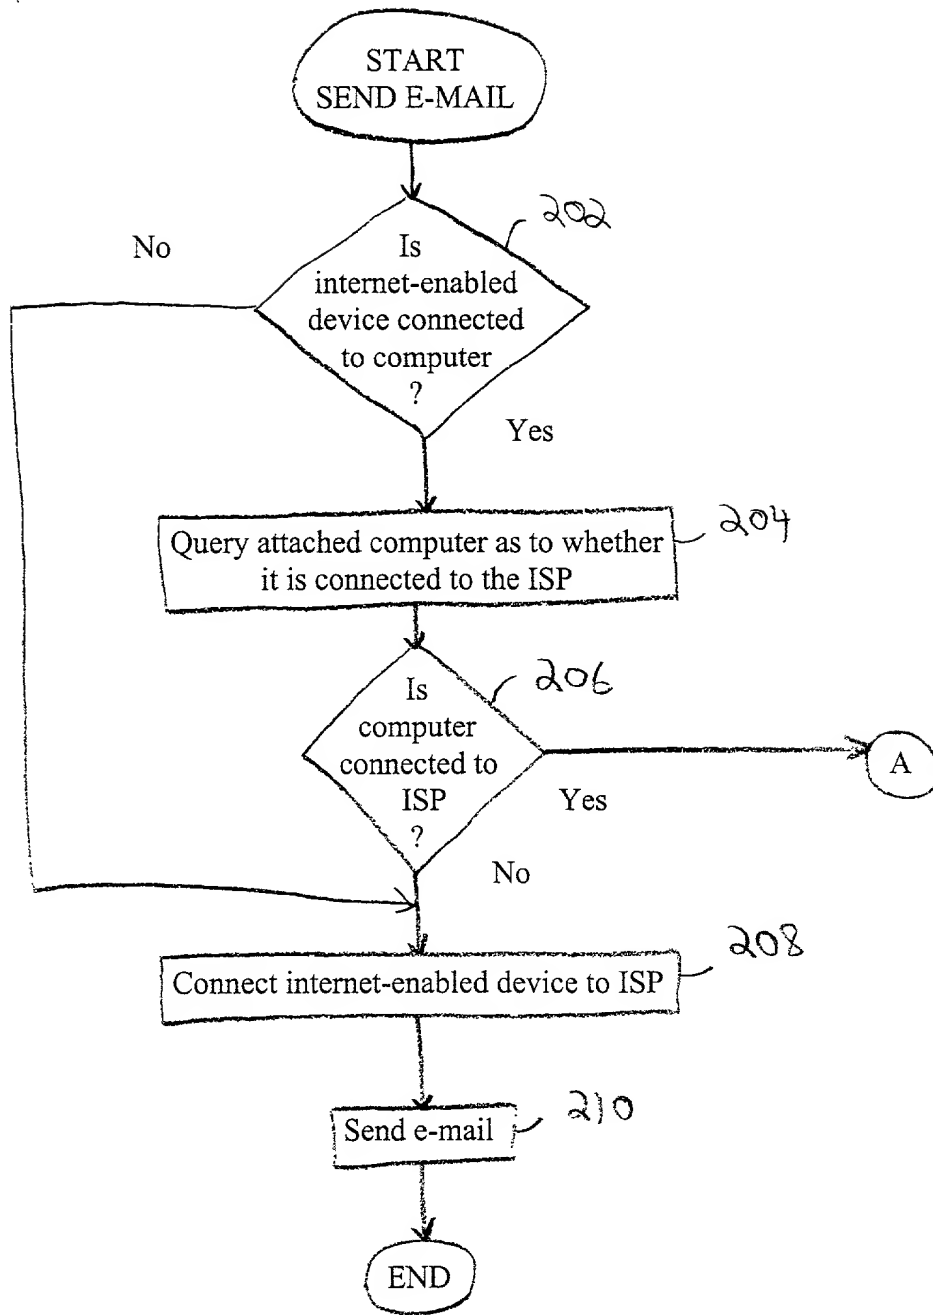 START
SEND E-MAIL
202
No
Is
internet-enabled
device connected
to computer
?
Yes
204
Query attached computer as to whether
it is connected to the ISP
206
Is
computer
connected to
ISP
?
A
Yes
No
208
Connect internet-enabled device to ISP
210
Send e-mail
END